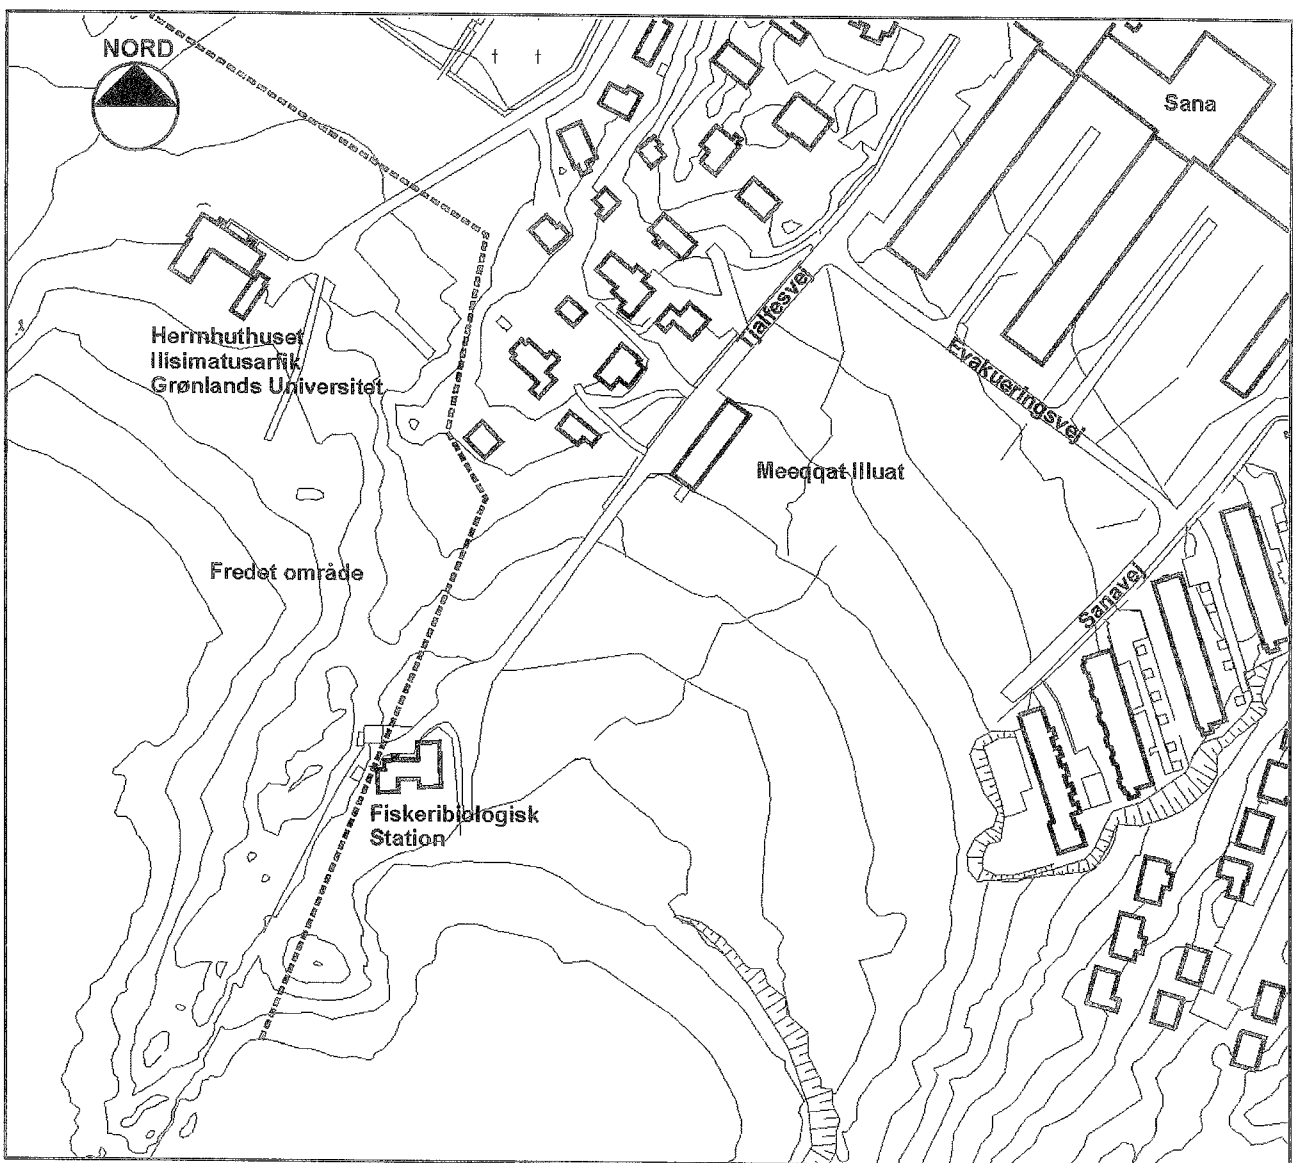 NORD
Sana
Tjalfesvej
Evakueringsvej
Herrnhuthuset
Ilisimatusarfik
Grønlands Universitet
Meeqqat Illuat
Fredet område
Sanavej
Fiskeribiologisk
Station